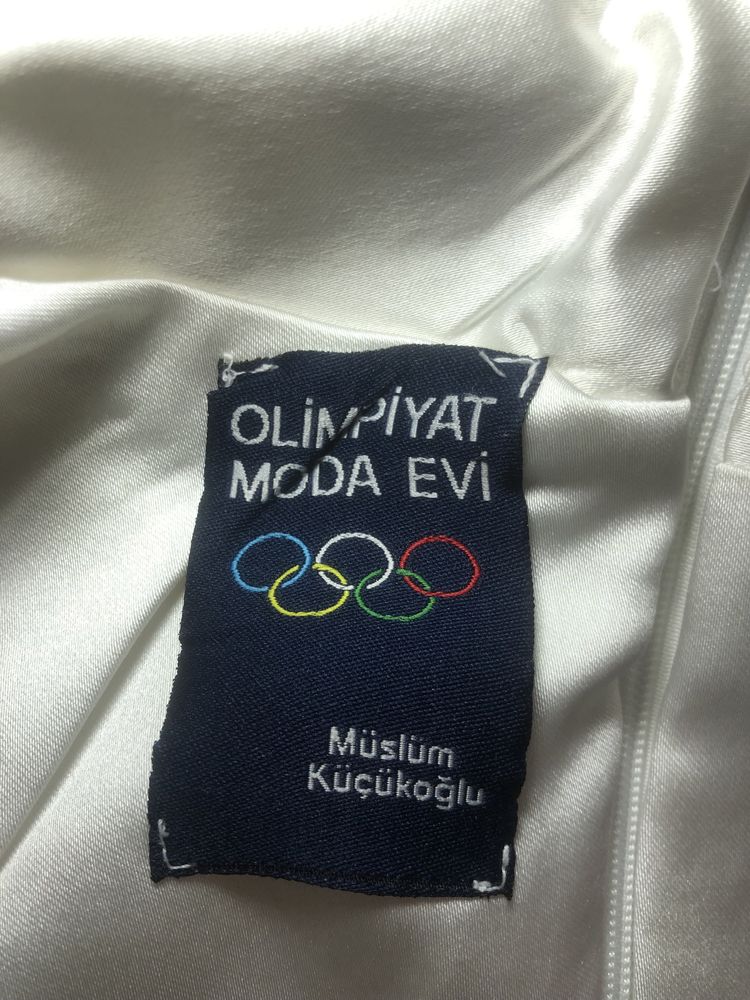 OLİMPİYAT
MODA EVİ
Müslüm
Küçükoğlu